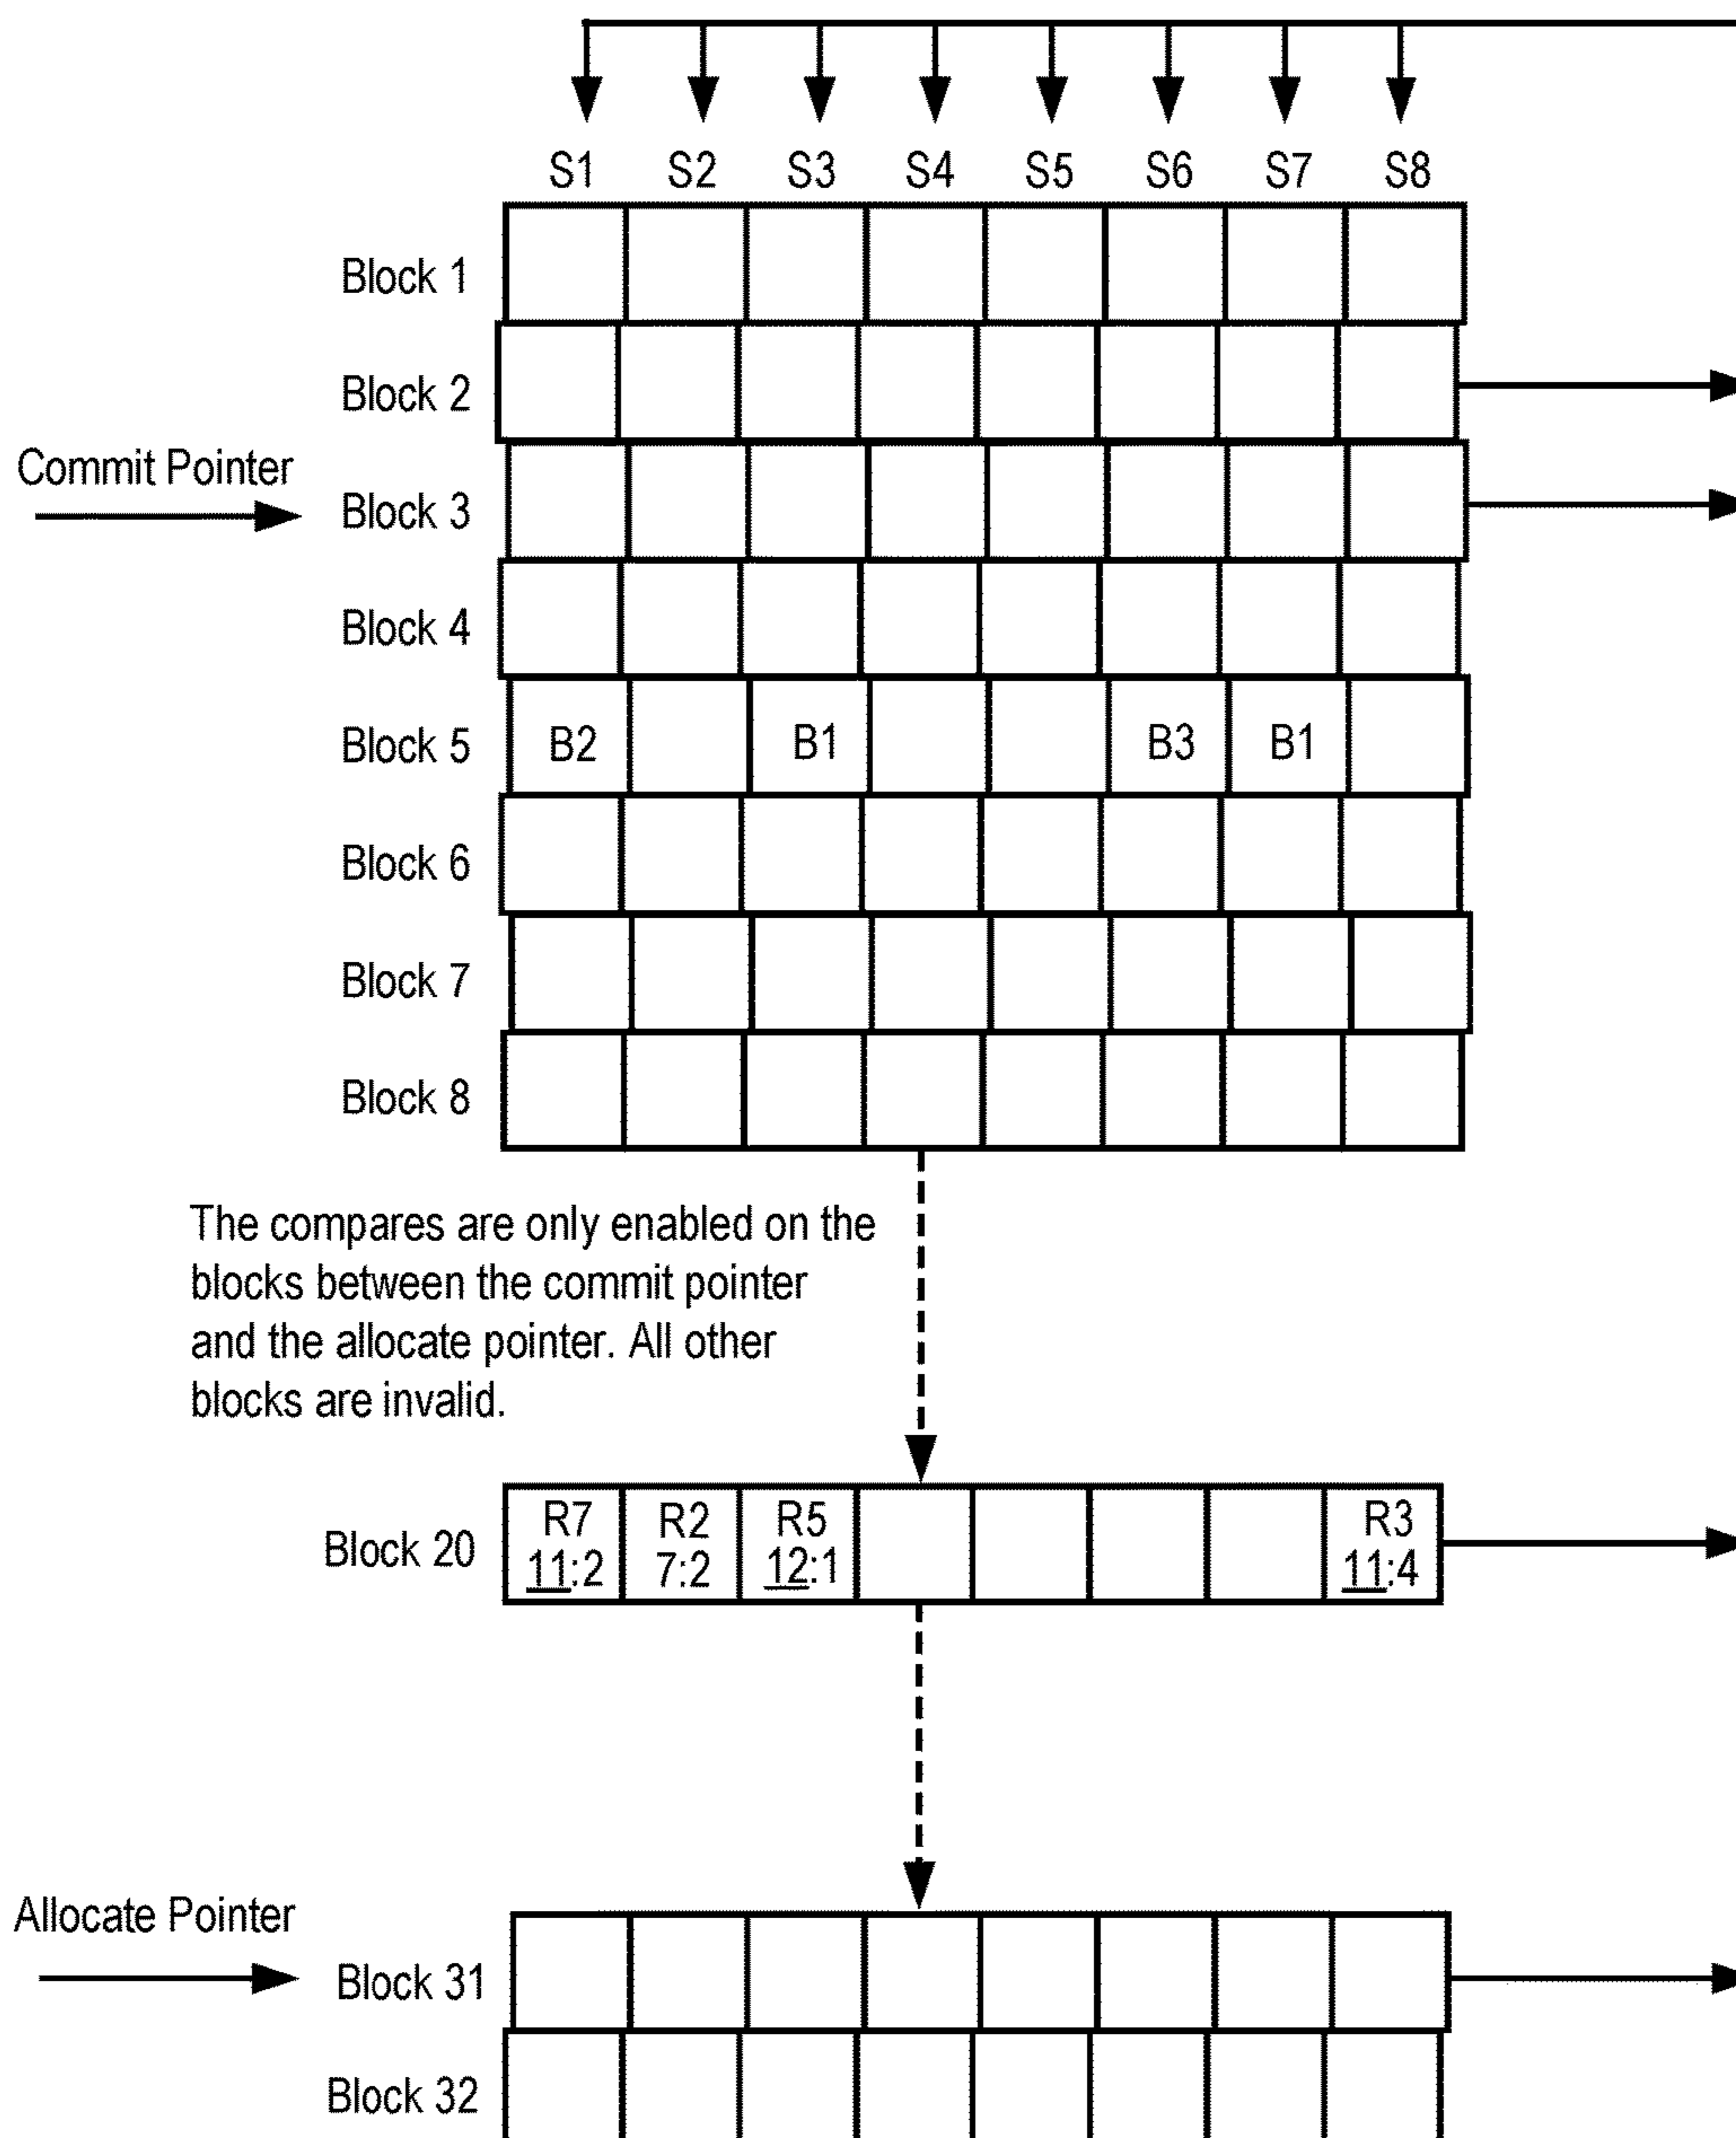 S1 S2 S3 S4 S5 S6 S7 S8
Block 1
Block 2
Commit Pointer
Block 3
Block 4
Block 5 B2 B1 B3 B1
Block 6
Block 7
Block 8
The compares are only enabled on the
blocks between the commit pointer
and the allocate pointer. All other
blocks are invalid.
R7 R2 R5 R3
Block 20
11:2 7:2 12:1 11:4
Allocate Pointer
Block 31
Block 32